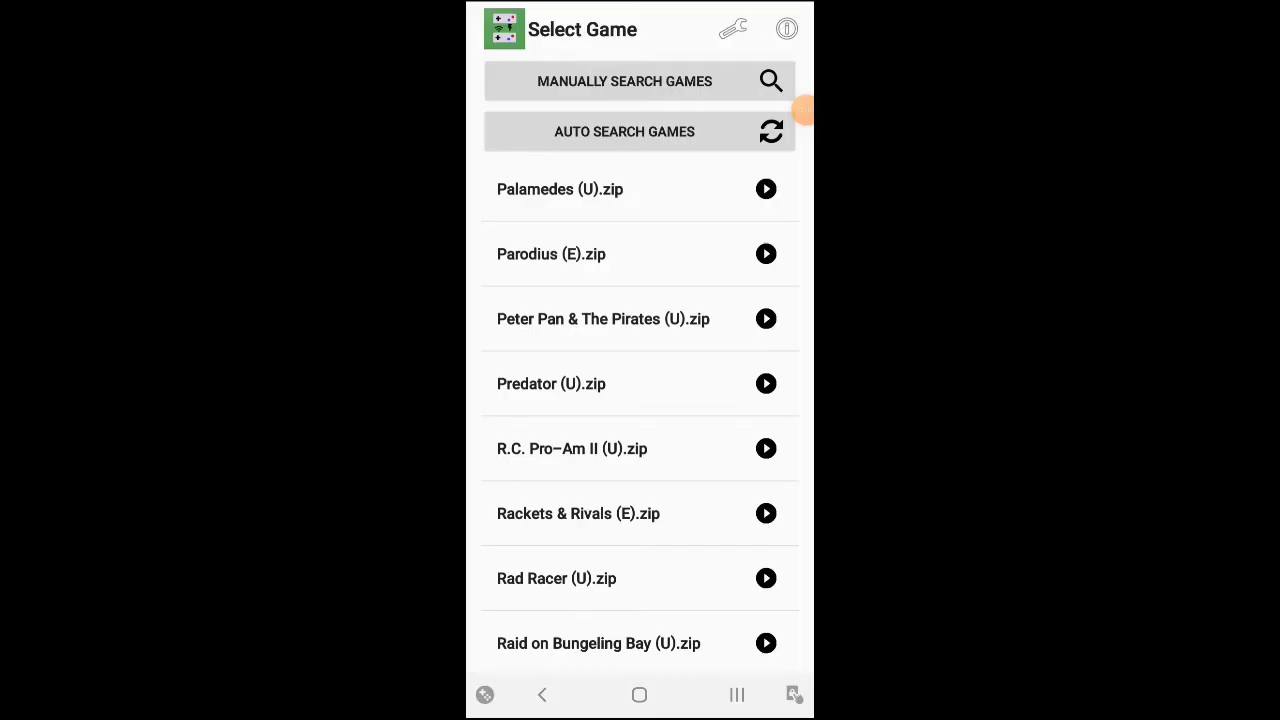 Select Game
MANUALLY SEARCH GAMES
AUTO SEARCH GAMES
Palamedes (U).zip
Parodius (E).zip
Peter Pan & The Pirates (U).zip
Predator (U).zip
R.C. Pro–Am II (U).zip
Rackets & Rivals (E).zip
Rad Racer (U).zip
Raid on Bungeling Bay (U).zip